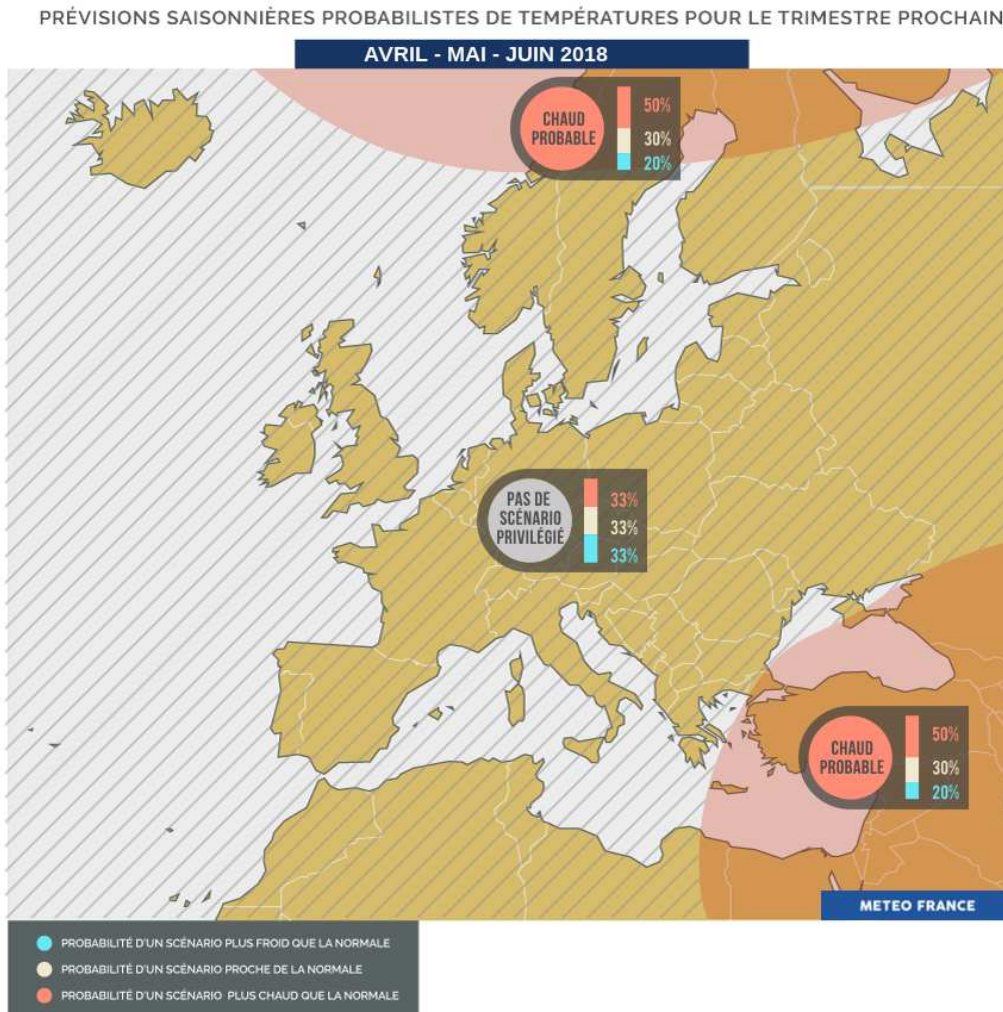 PRÉVISIONS SAISONNIÈRES PROBABILISTES DE TEMPÉRATURES POUR LE TRIMESTRE PROCHAIN
AVRIL - MAI - JUIN 2018
CHAUD
PROBABLE
50%
30%
20%
PAS DE
SCÉNARIO
PRIVILÉGIÉ
33%
33%
33%
CHAUD
PROBABLE
50%
30%
20%
METEO FRANCE
PROBABILITÉ D'UN SCÉNARIO PLUS FROID QUE LA NORMALE
PROBABILITÉ D'UN SCÉNARIO PROCHE DE LA NORMALE
PROBABILITÉ D'UN SCÉNARIO PLUS CHAUD QUE LA NORMALE